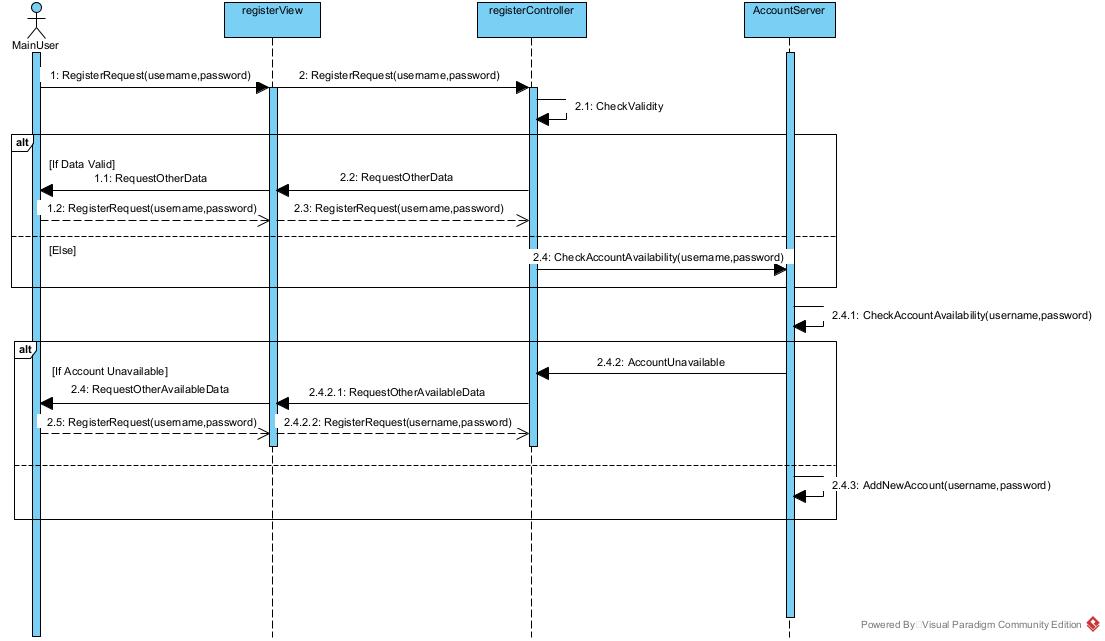 registerView
registerController
AccountServer
MainUser
1: RegisterRequest(username,password)
2: RegisterRequest(username,password)
2.1: CheckValidity
alt
[If Data Valid]
1.1: RequestOtherData
2.2: RequestOtherData
1.2: RegisterRequest(username,password)
2.3: RegisterRequest(username,password)
[Else]
2.4: CheckAccountAvailability(username,password)
2.4.1: CheckAccountAvailability(username,password)
alt
[If Account Unavailable]
2.4.2: AccountUnavailable
2.4: RequestOtherAvailableData
2.4.2.1: RequestOtherAvailableData
2.5: RegisterRequest(username,password)
2.4.2.2: RegisterRequest(username,password)
2.4.3: AddNewAccount(username,password)
Powered By Visual Paradigm Community Edition